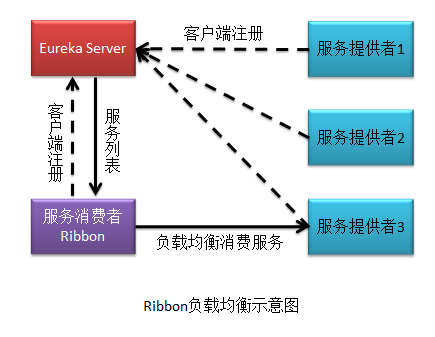 Eureka Server
客户端注册
服务提供者1
客户端注册
服务列表
服务提供者2
服务消费者
Ribbon
负载均衡消费服务
服务提供者3
Ribbon负载均衡示意图